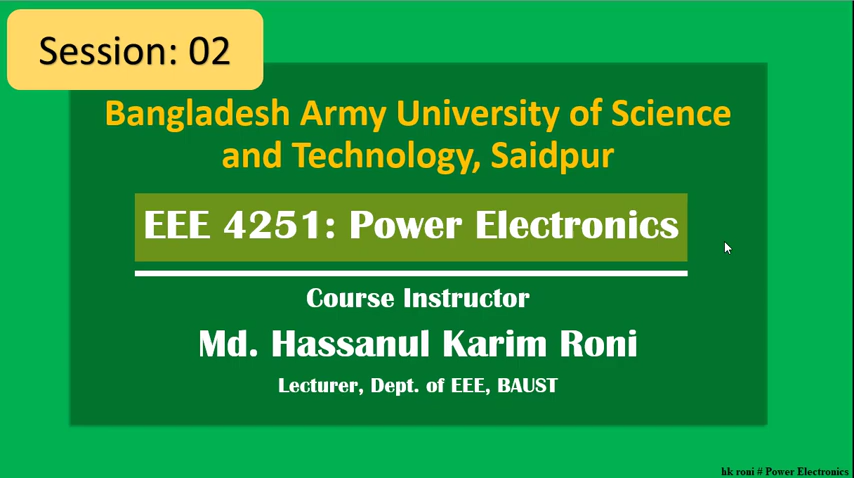 Session: 02
Bangladesh Army University of Science
and Technology, Saidpur
EEE 4251: Power Electronics
Course Instructor
Md. Hassanul Karim Roni
Lecturer, Dept. of EEE, BAUST
hk roni # Power Electronics